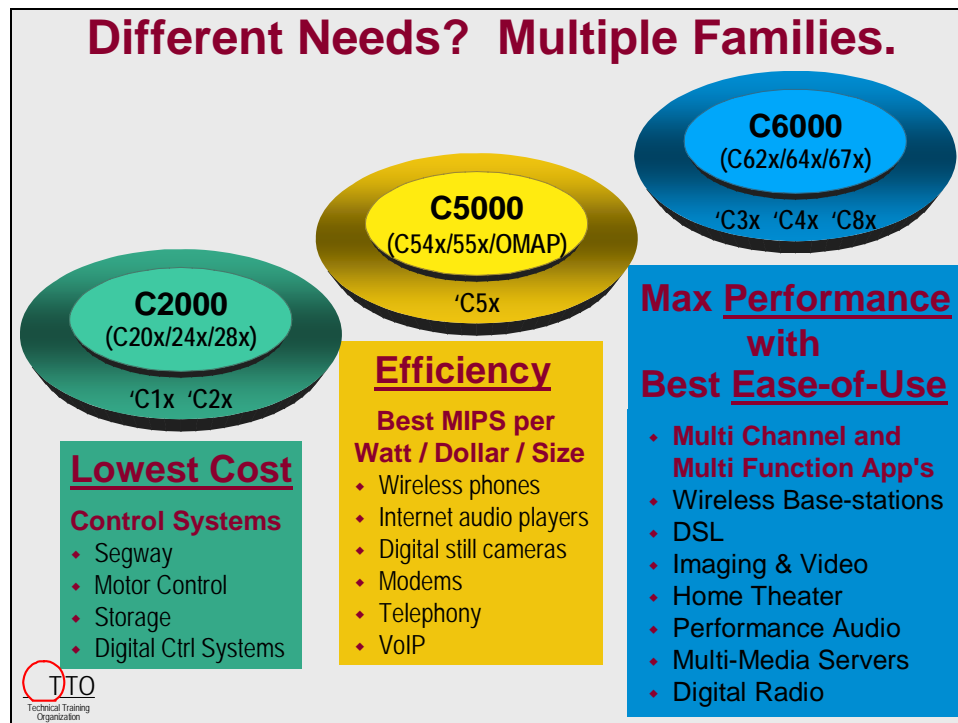 Different Needs?  Multiple Families.
C2000
(C20x/24x/28x)
‘C1x ‘C2x
Lowest Cost
Control Systems
⬥ Segway
⬥ Motor Control
⬥ Storage
⬥ Digital Ctrl Systems
C5000
(C54x/55x/OMAP)
‘C5x
Efficiency
Best MIPS per
Watt / Dollar / Size
⬥ Wireless phones
⬥ Internet audio players
⬥ Digital still cameras
⬥ Modems
⬥ Telephony
⬥ VoIP
C6000
(C62x/64x/67x)
‘C3x ‘C4x ‘C8x
Max Performance
with
Best Ease-of-Use
⬥ Multi Channel and
Multi Function App's
⬥ Wireless Base-stations
⬥ DSL
⬥ Imaging & Video
⬥ Home Theater
⬥ Performance Audio
⬥ Multi-Media Servers
⬥ Digital Radio
TTO
Technical Training
Organization